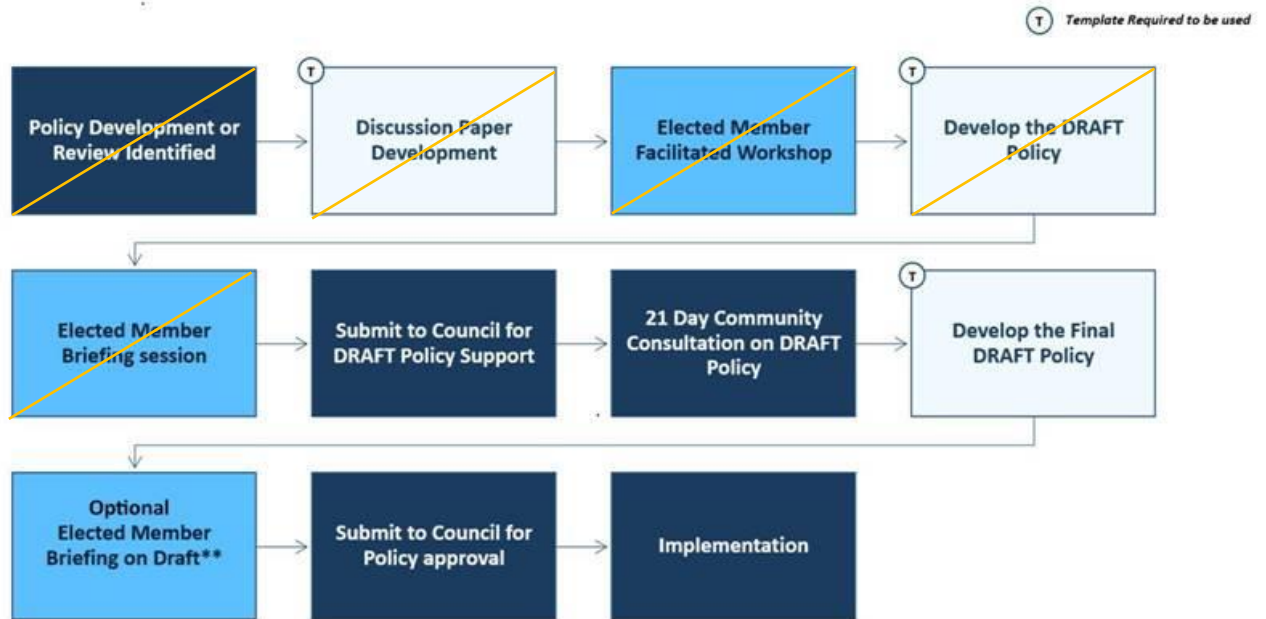 T Template Required to be used
T
T
Policy Development or
Review Identified
Discussion Paper
Development
Elected Member
Facilitated Workshop
Develop the DRAFT
Policy
T
Elected Member
Briefing session
Submit to Council for
DRAFT Policy Support
21 Day Community
Consultation on DRAFT
Policy
Develop the Final
DRAFT Policy
Optional
Elected Member
Briefing on Draft**
Submit to Council for
Policy approval
Implementation